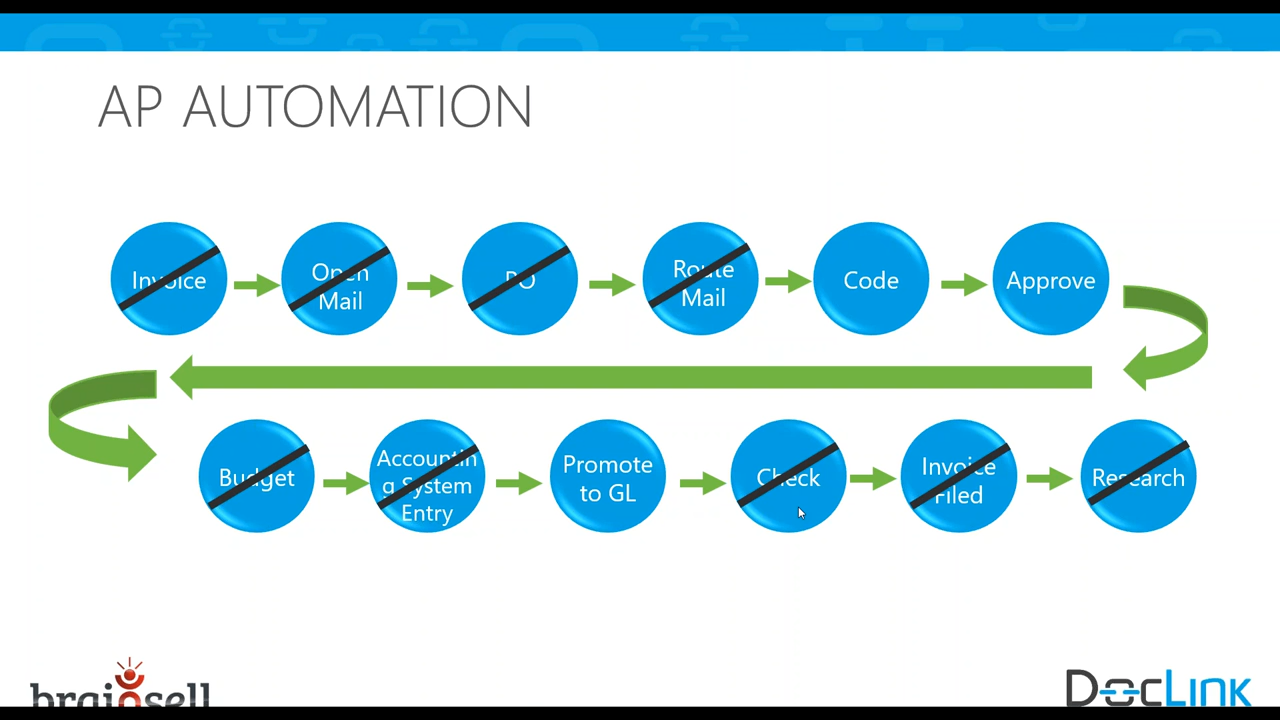 AP AUTOMATION
Invoice
Open
Mail
PO
Route
Mail
Code
Approve
Budget
Accountin
g System
Entry
Promote
to GL
Check
Invoice
Filed
Research
brainsell
DocLink